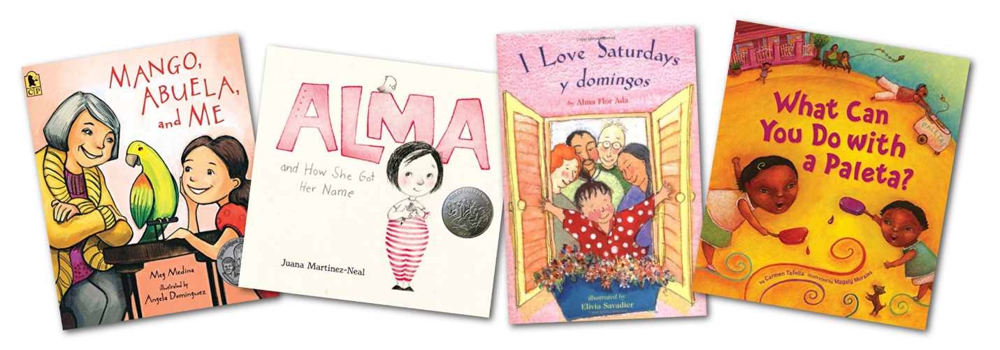 MANGO,
ABUELA,
and ME
CP
Meg Medina
illustrated by
Angela Dominguez
ALMA
and How She Got
Her Name
Juana Martinez-Neal
I Love Saturdays
y domingos
by Alma Flor Ada
illustrated by
Elivia Savadier
What Can
You Do with
a Paleta?
PALETAS
by Carmen Tafolla illustrated by Magaly Morales